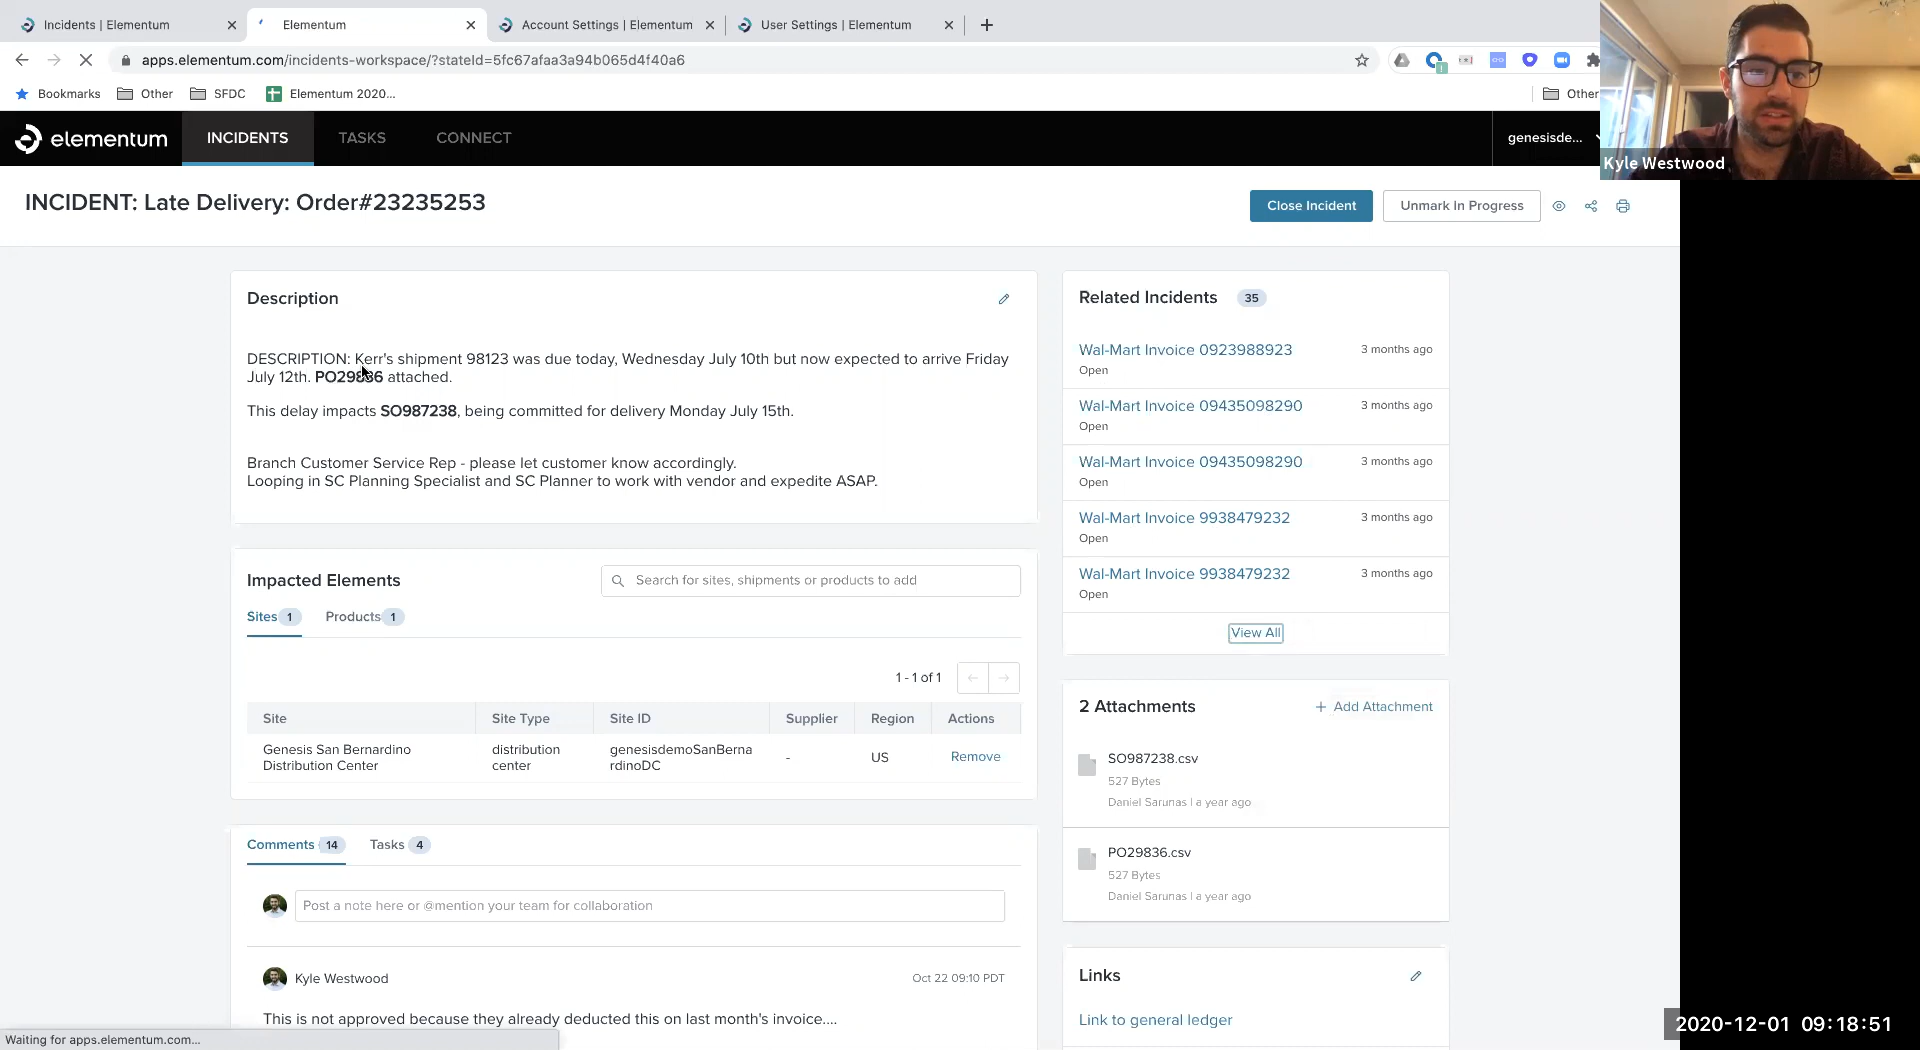 Incidents | Elementum
Elementum
Account Settings | Elementum
User Settings | Elementum
apps.elementum.com/incidents-workspace/?stateId=5fc67afaa3a94b065d4f40a6
Bookmarks
Other
SFDC
Elementum 2020...
Other
elementum
INCIDENTS
TASKS
CONNECT
genesisde...
Kyle Westwood
INCIDENT: Late Delivery: Order#23235253
Close Incident
Unmark In Progress
Description
DESCRIPTION: Kerr's shipment 98123 was due today, Wednesday July 10th but now expected to arrive Friday
July 12th. PO29836 attached.
This delay impacts SO987238, being committed for delivery Monday July 15th.
Branch Customer Service Rep - please let customer know accordingly.
Looping in SC Planning Specialist and SC Planner to work with vendor and expedite ASAP.
Related Incidents 35
Wal-Mart Invoice 0923988923 3 months ago
Open
Wal-Mart Invoice 09435098290 3 months ago
Open
Wal-Mart Invoice 09435098290 3 months ago
Open
Wal-Mart Invoice 9938479232 3 months ago
Open
Wal-Mart Invoice 9938479232 3 months ago
Open
View All
Impacted Elements
Search for sites, shipments or products to add
Sites 1
Products 1
1 - 1 of 1
Site Site Type Site ID Supplier Region Actions
Genesis San Bernardino
Distribution Center
distribution
center
genesisdemoSanBerna
rdinoDC
-
US
Remove
2 Attachments
+ Add Attachment
SO987238.csv
527 Bytes
Daniel Sarunas | a year ago
PO29836.csv
527 Bytes
Daniel Sarunas | a year ago
Comments 14
Tasks 4
Post a note here or @mention your team for collaboration
Kyle Westwood
Oct 22 09:10 PDT
This is not approved because they already deducted this on last month's invoice....
Links
Link to general ledger
Waiting for apps.elementum.com...
2020-12-01 09:18:51